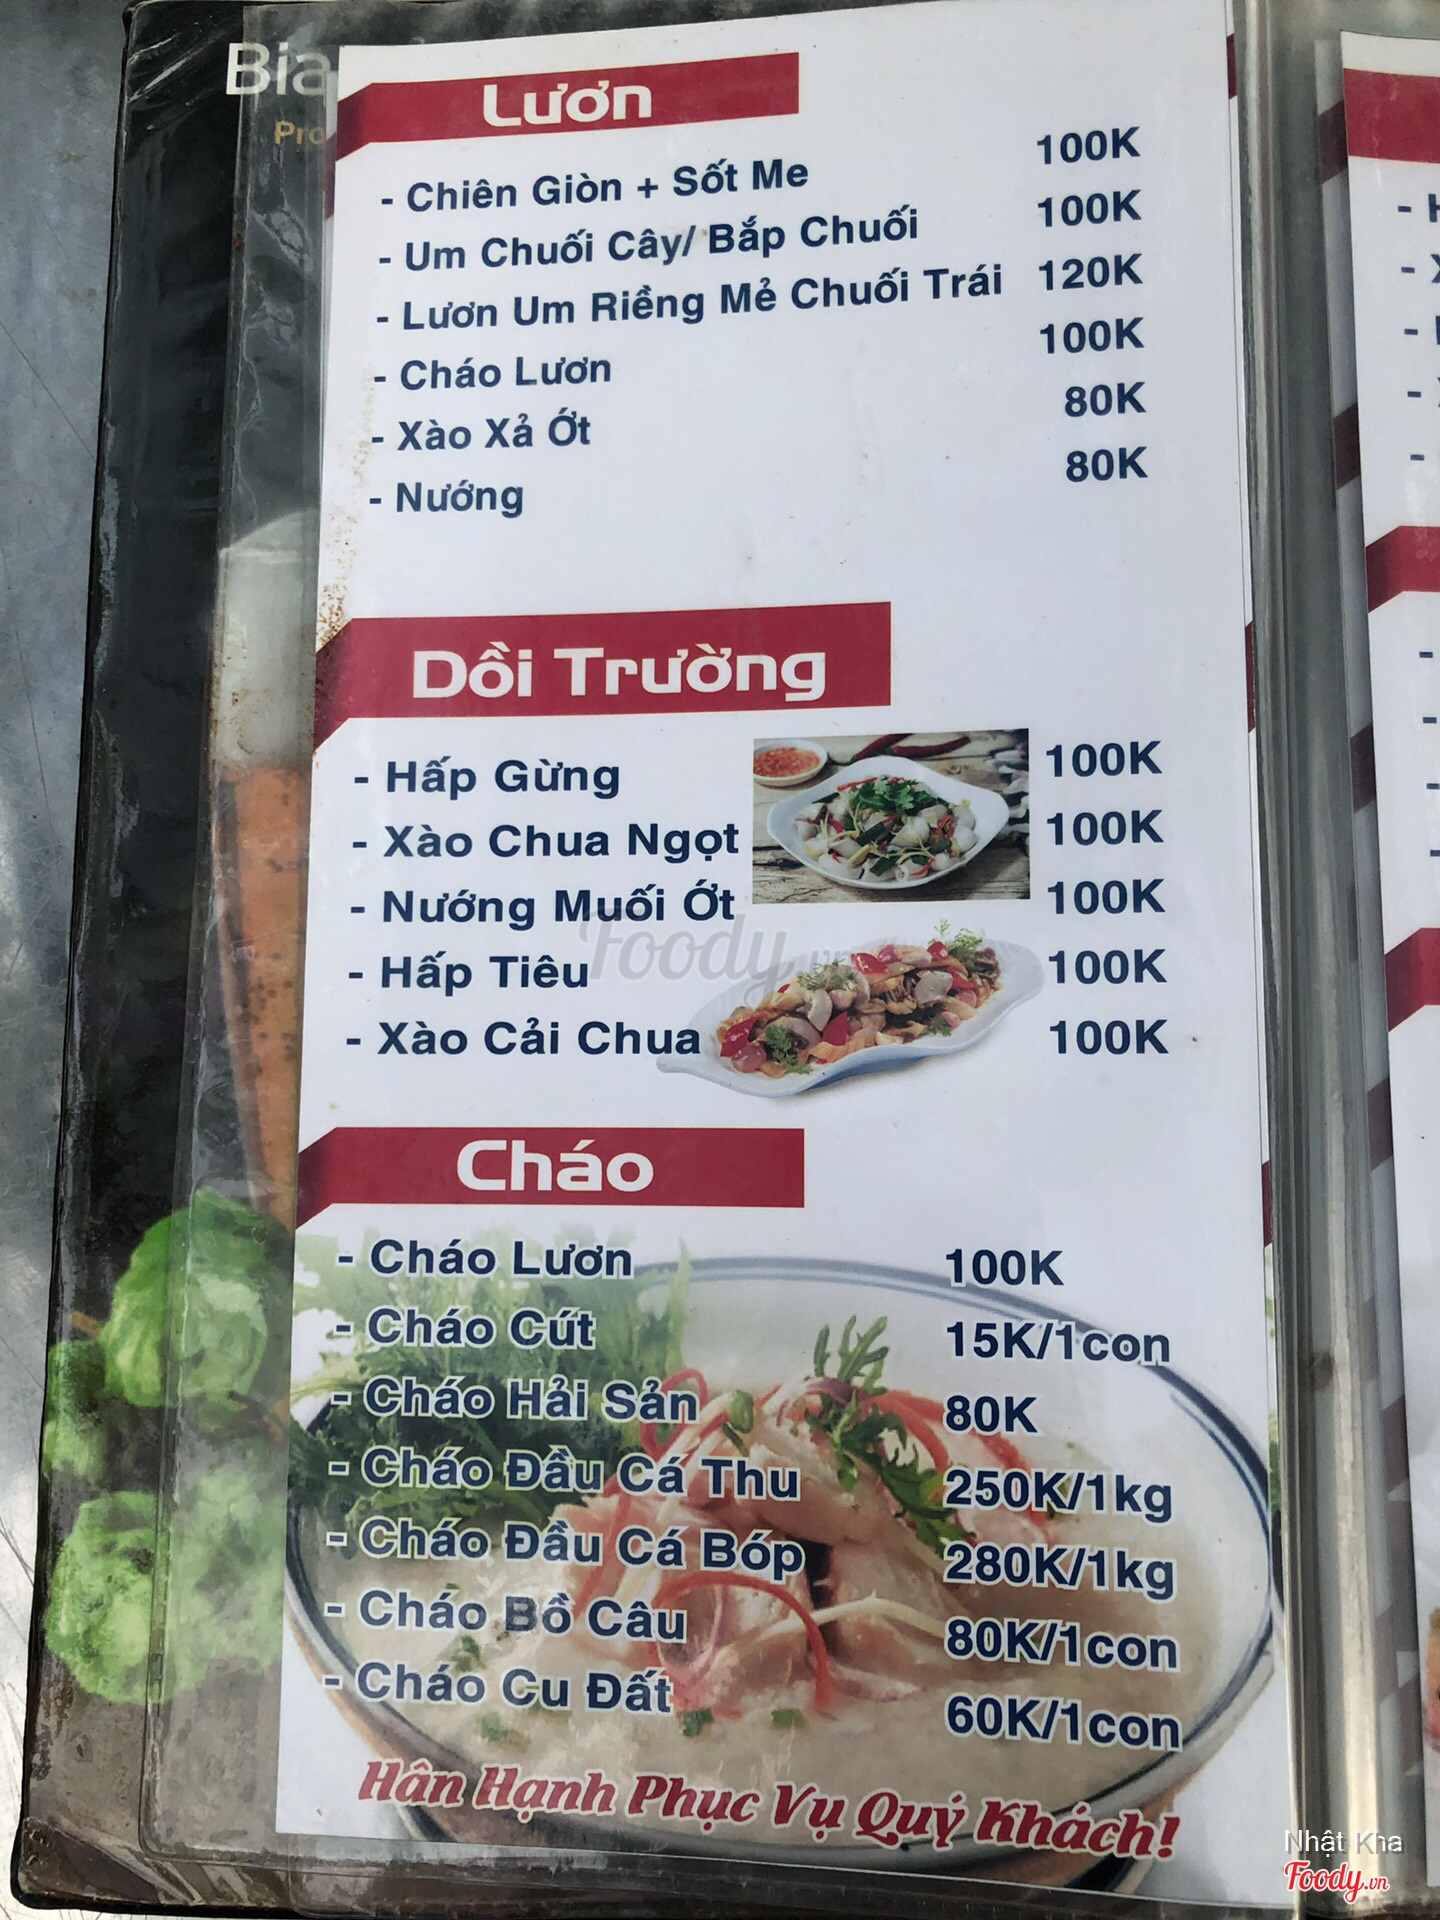 Bia
Pro
Lươn
- Chiên Giòn + Sốt Me 100K
- Um Chuối Cây/ Bắp Chuối 100K
- Lươn Um Riềng Mẻ Chuối Trái 120K
- Cháo Lươn 100K
- Xào Xả Ớt 80K
- Nướng 80K
Dồi Trường
- Hấp Gừng 100K
- Xào Chua Ngọt 100K
- Nướng Muối Ớt 100K
- Hấp Tiêu 100K
- Xào Cải Chua 100K
Foody.vn
Cháo
- Cháo Lươn 100K
- Cháo Cút 15K/1con
- Cháo Hải Sản 80K
- Cháo Đầu Cá Thu 250K/1kg
- Cháo Đầu Cá Bóp 280K/1kg
- Cháo Bồ Câu 80K/1con
- Cháo Cu Đất 60K/1con
Hân Hạnh Phục Vụ Quý Khách!
Nhật Kha
Foody.vn